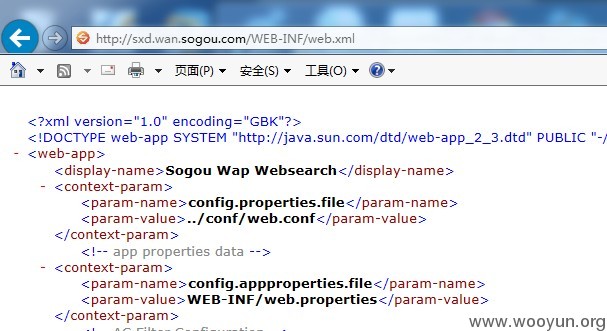 http://sxd.wan.sogou.com/WEB-INF/web.xml
页面(P) 安全(S) 工具(O)
<?xml version="1.0" encoding="GBK"?>
<!DOCTYPE web-app SYSTEM "http://java.sun.com/dtd/web-app_2_3.dtd" PUBLIC "-/
- <web-app>
<display-name>Sogou Wap Websearch</display-name>
- <context-param>
<param-name>config.properties.file</param-name>
<param-value>../conf/web.conf</param-value>
</context-param>
<!-- app properties data -->
- <context-param>
<param-name>config.appproperties.file</param-name>
<param-value>WEB-INF/web.properties</param-value>
</context-param>
www.wooyun.org